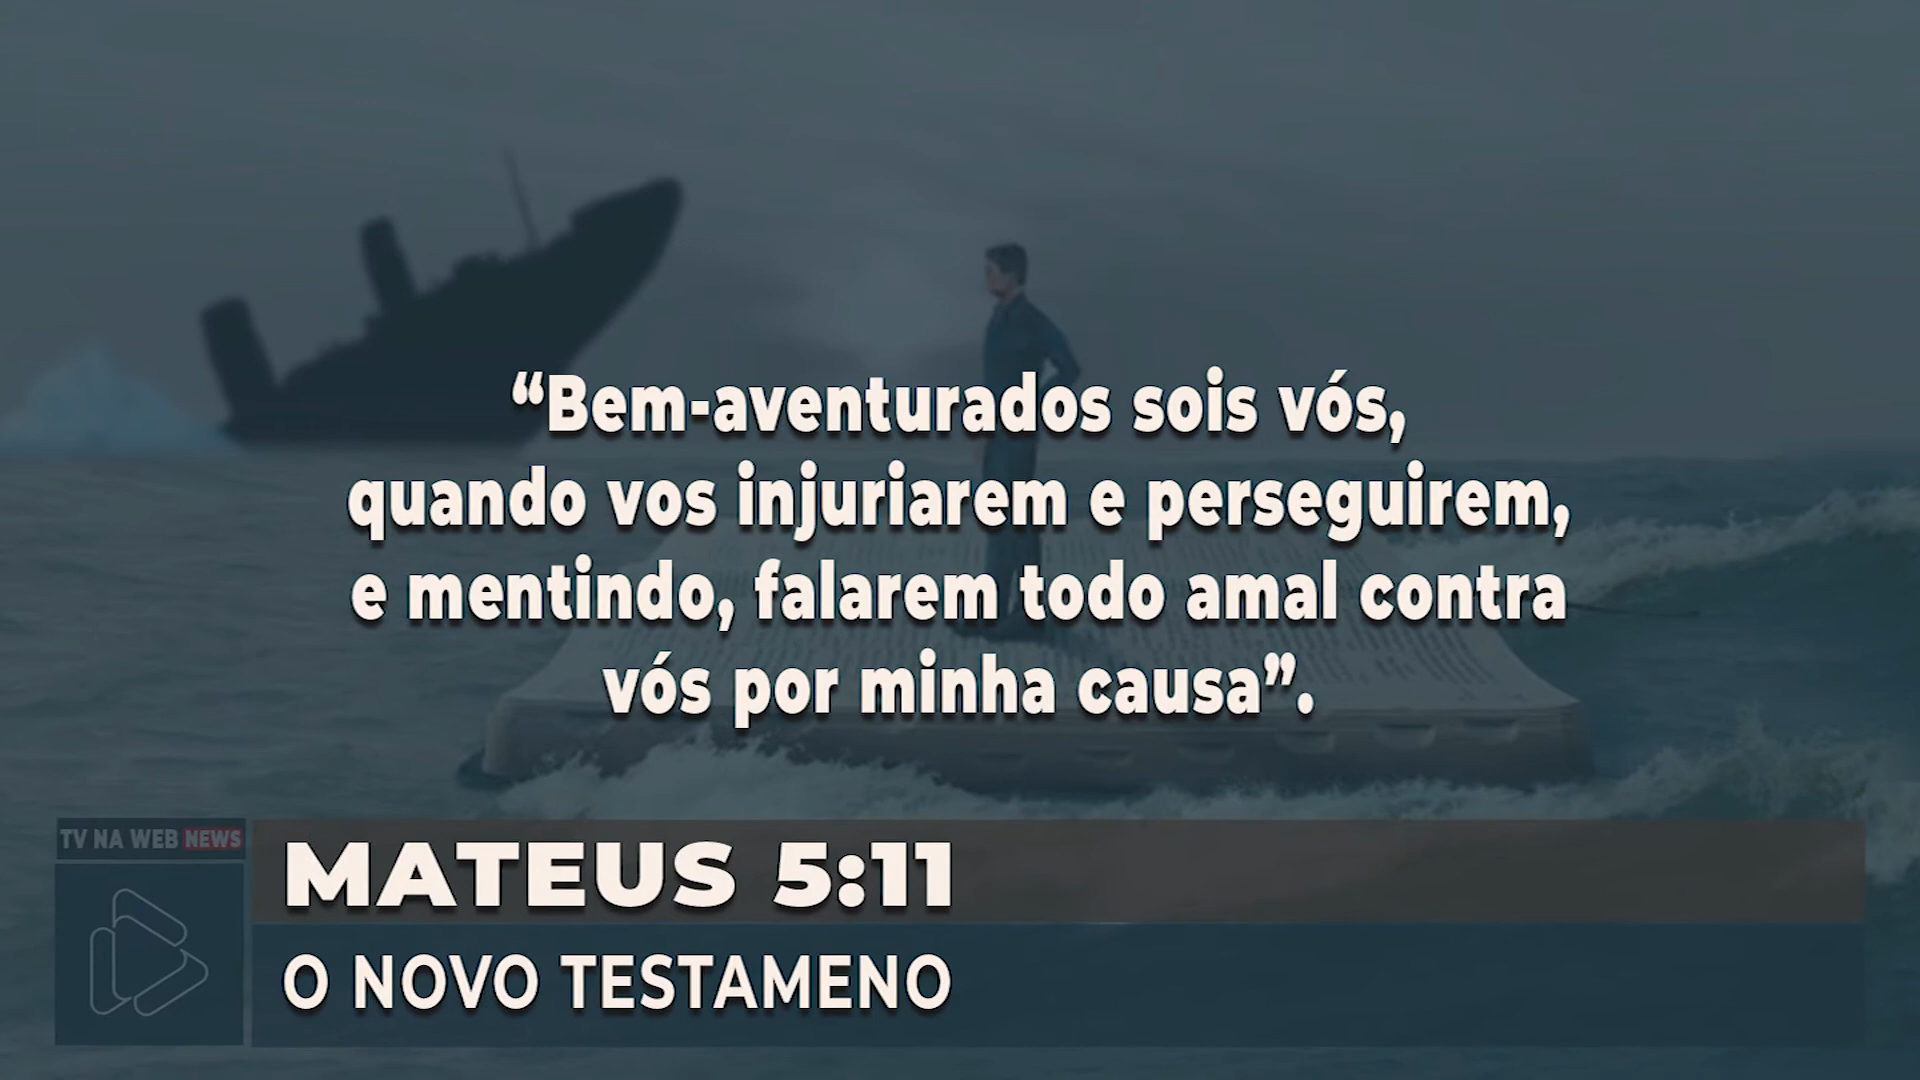 “Bem-aventurados sois vós,
quando vos injuriarem e perseguirem,
e mentindo, falarem todo amal contra
vós por minha causa”.
TV NA WEB NEWS
MATEUS 5:11
O NOVO TESTAMENO